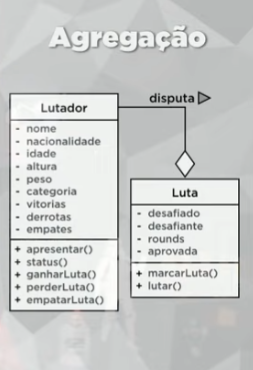 Agregação
disputa
Lutador
- nome
- nacionalidade
- idade
- altura
- peso
- categoria
- vitorias
- derrotas
- empates
+ apresentar()
+ status()
+ ganharLuta()
+ perderLuta()
+ empatarLuta()
Luta
- desafiado
- desafiante
- rounds
- aprovada
+ marcarLuta()
+ lutar()